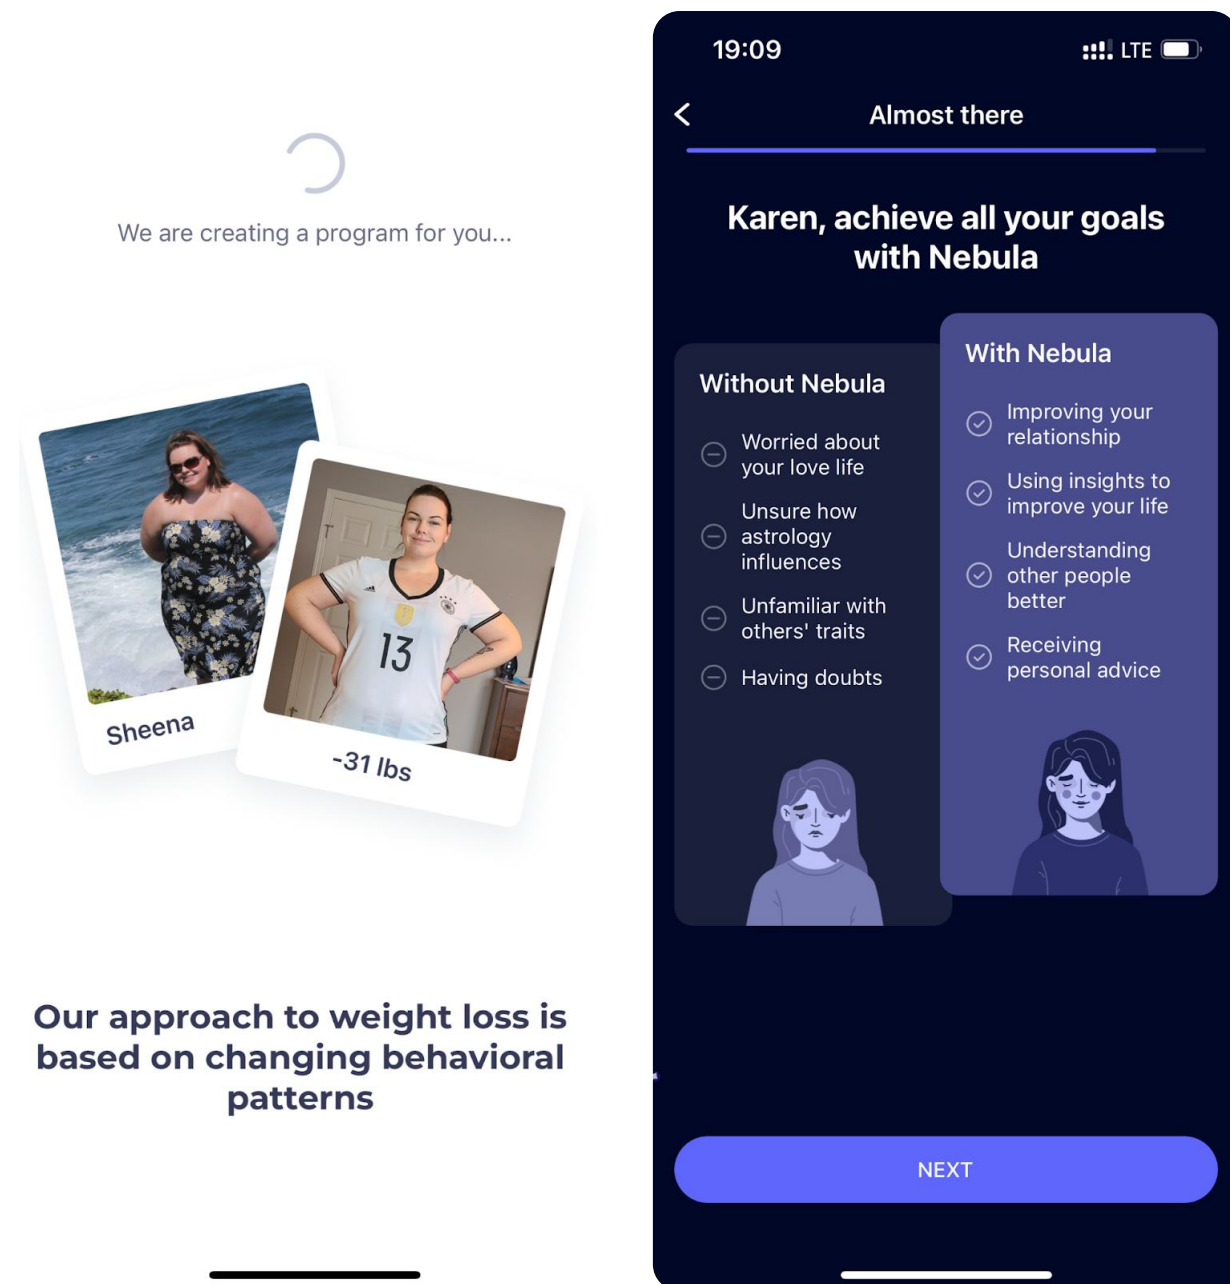 We are creating a program for you...
Sheena
13
-31 lbs
Our approach to weight loss is
based on changing behavioral
patterns
19:09
LTE
Almost there
Karen, achieve all your goals
with Nebula
Without Nebula
Worried about
your love life
Unsure how
astrology
influences
Unfamiliar with
others' traits
Having doubts
With Nebula
Improving your
relationship
Using insights to
improve your life
Understanding
other people
better
Receiving
personal advice
NEXT